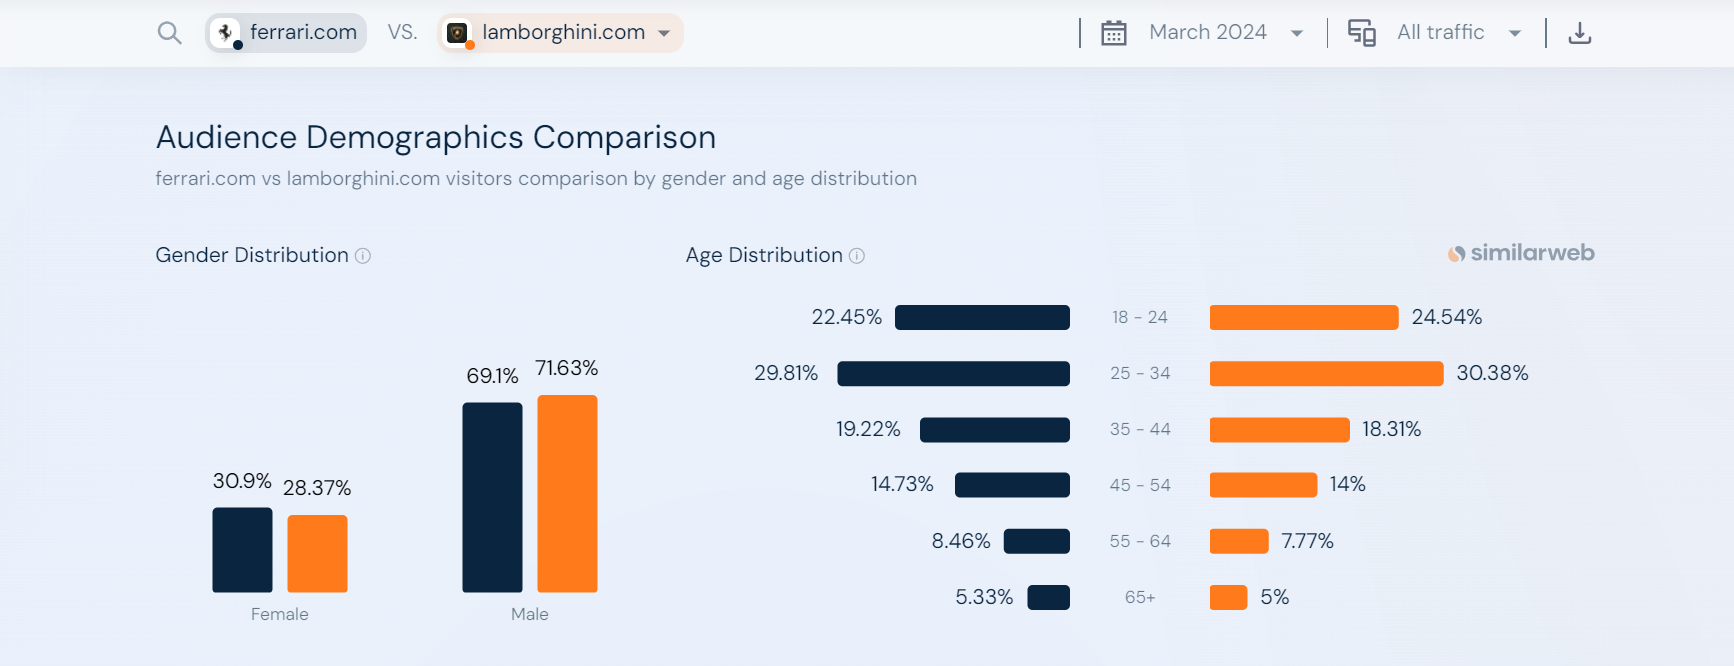 ferrari.com VS. lamborghini.com March 2024 All traffic
Audience Demographics Comparison
ferrari.com vs lamborghini.com visitors comparison by gender and age distribution
Gender Distribution
30.9% 28.37%
Female
69.1% 71.63%
Male
Age Distribution
similarweb
22.45% 18 - 24 24.54%
29.81% 25 - 34 30.38%
19.22% 35 - 44 18.31%
14.73% 45 - 54 14%
8.46% 55 - 64 7.77%
5.33% 65+ 5%